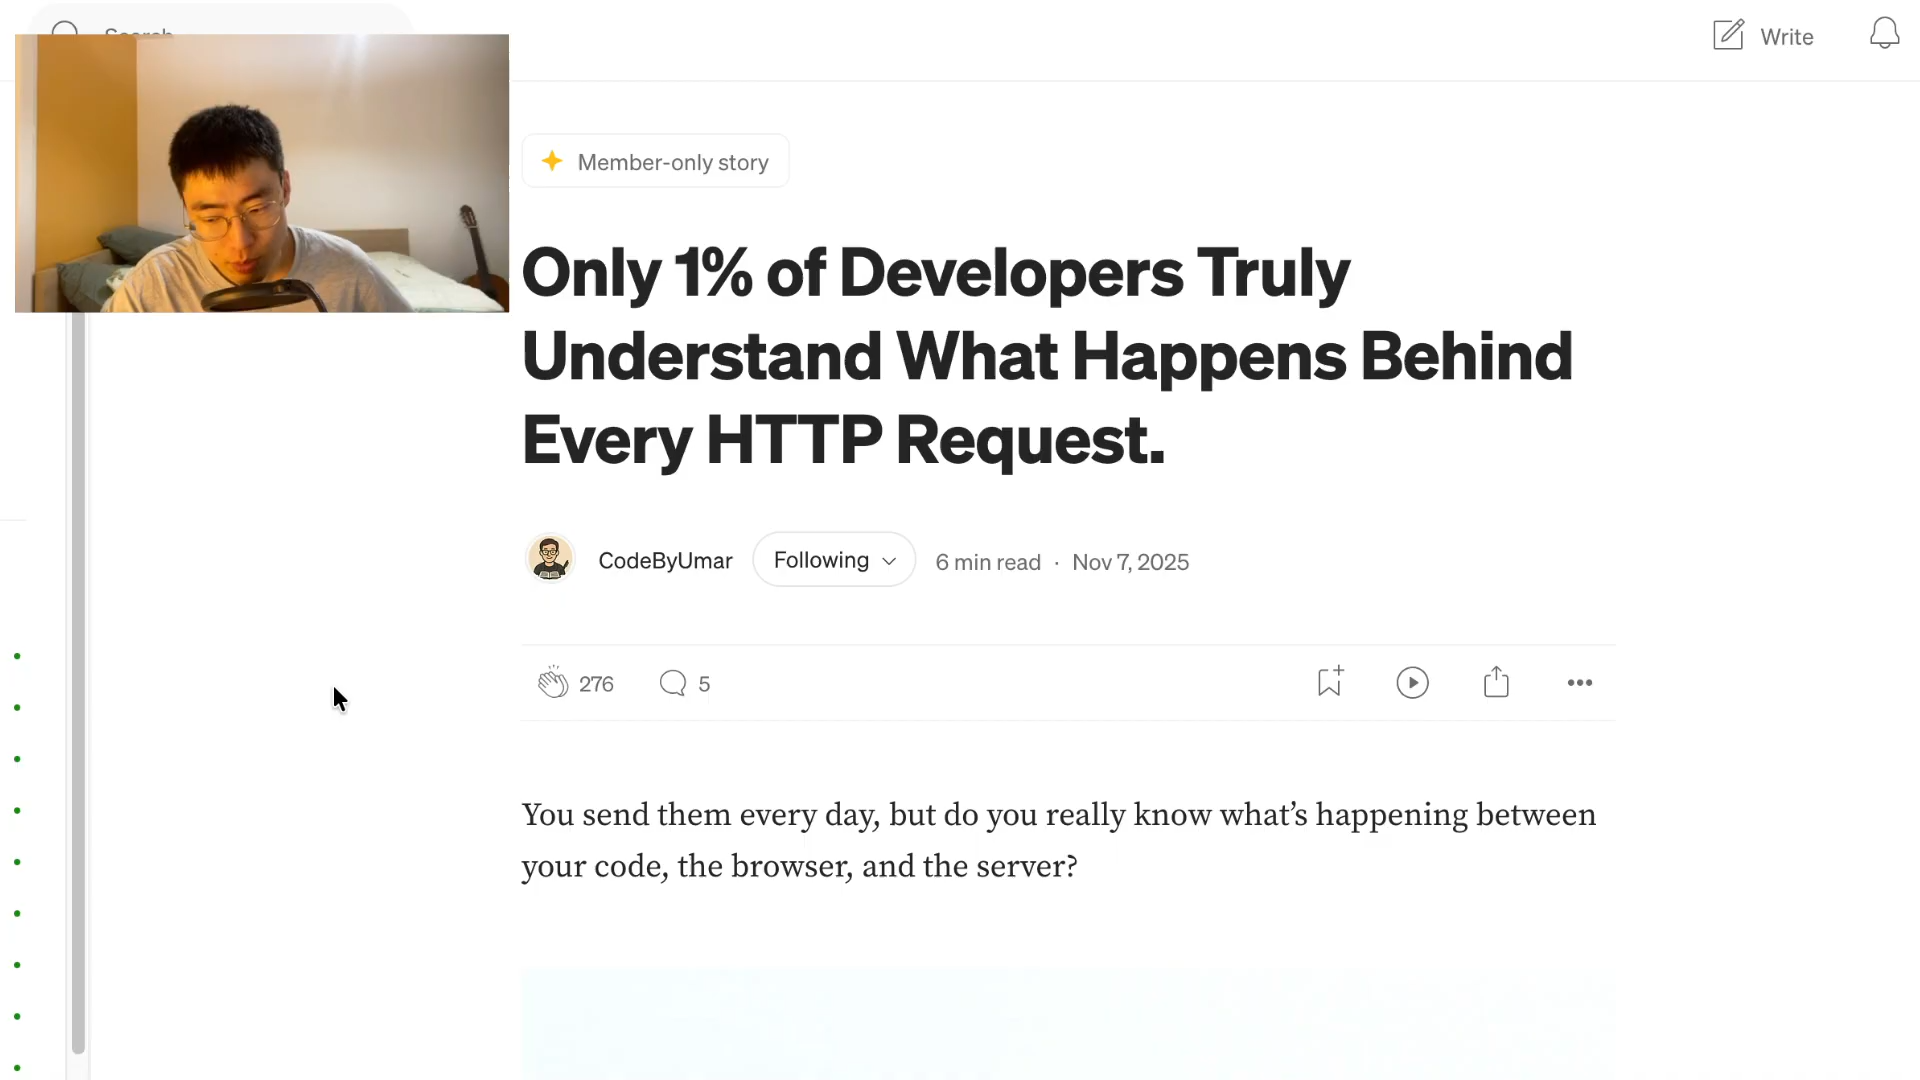 Search
Write
Member-only story
Only 1% of Developers Truly
Understand What Happens Behind
Every HTTP Request.
CodeByUmar
Following
6 min read · Nov 7, 2025
276
5
You send them every day, but do you really know what’s happening between
your code, the browser, and the server?